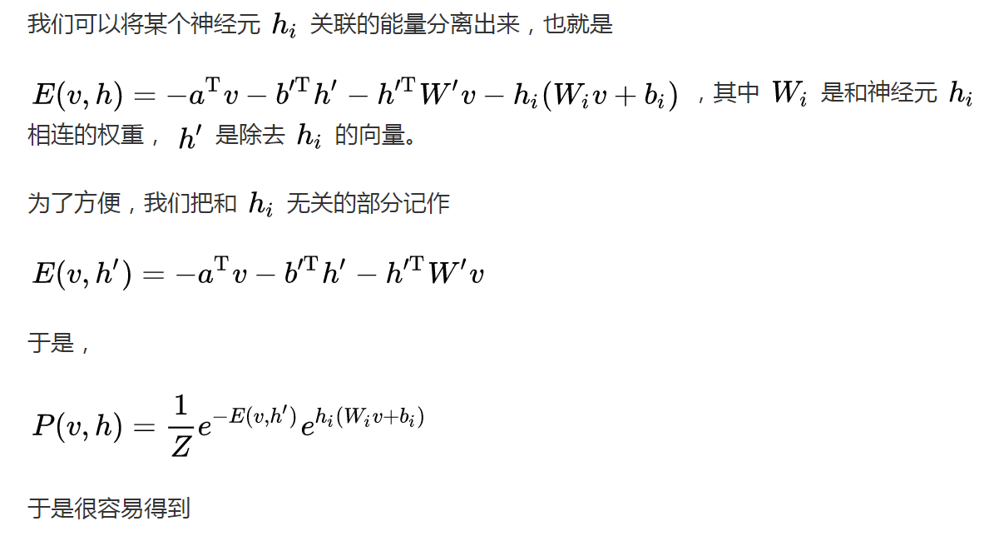 我们可以将某个神经元 $h_i$ 关联的能量分离出来，也就是
$E(v,h) = -a^{\mathrm{T}}v - b'^{\mathrm{T}}h' - h'^{\mathrm{T}}W'v - h_i(W_iv + b_i)$ ，其中 $W_i$ 是和神经元 $h_i$
相连的权重， $h'$ 是除去 $h_i$ 的向量。
为了方便，我们把和 $h_i$ 无关的部分记作
$E(v,h') = -a^{\mathrm{T}}v - b'^{\mathrm{T}}h' - h'^{\mathrm{T}}W'v$
于是，
$P(v,h) = \frac{1}{Z}e^{-E(v,h')}e^{h_i(W_iv+b_i)}$
于是很容易得到